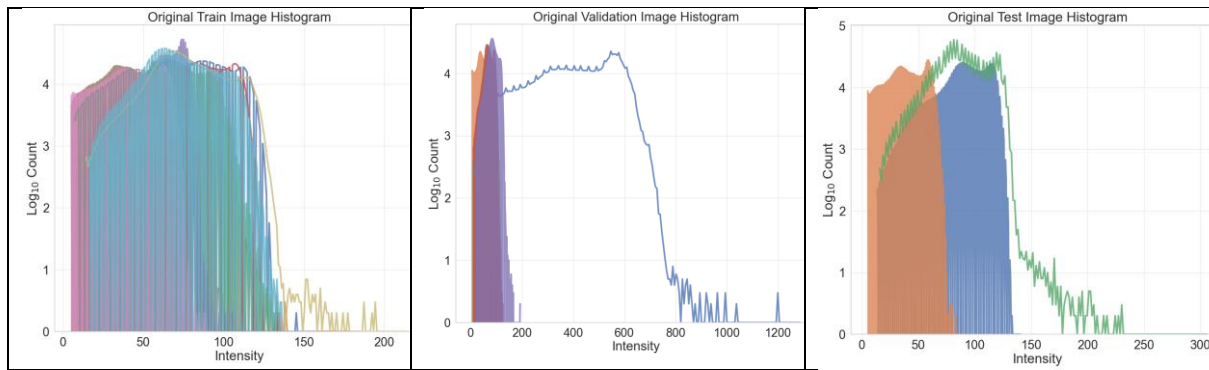 Original Train Image Histogram
Log₁₀ Count
4
3
2
1
0
0 50 100 150 200
Intensity
Original Validation Image Histogram
Log₁₀ Count
4
3
2
1
0
0 200 400 600 800 1000 1200
Intensity
Original Test Image Histogram
Log₁₀ Count
5
4
3
2
1
0
0 50 100 150 200 250 300
Intensity